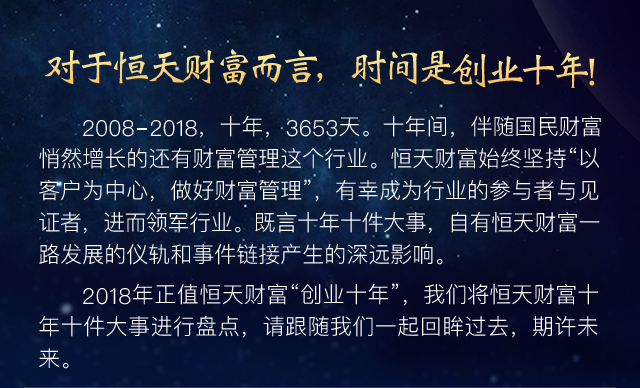 对于恒天财富而言，时间是创业十年！
2008-2018，十年，3653天。十年间，伴随国民财富
悄然增长的还有财富管理这个行业。恒天财富始终坚持“以
客户为中心，做好财富管理”，有幸成为行业的参与者与见
证者，进而领军行业。既言十年十件大事，自有恒天财富一
路发展的仪轨和事件链接产生的深远影响。
2018年正值恒天财富“创业十年”，我们将恒天财富十
年十件大事进行盘点，请跟随我们一起回眸过去，期许未
来。